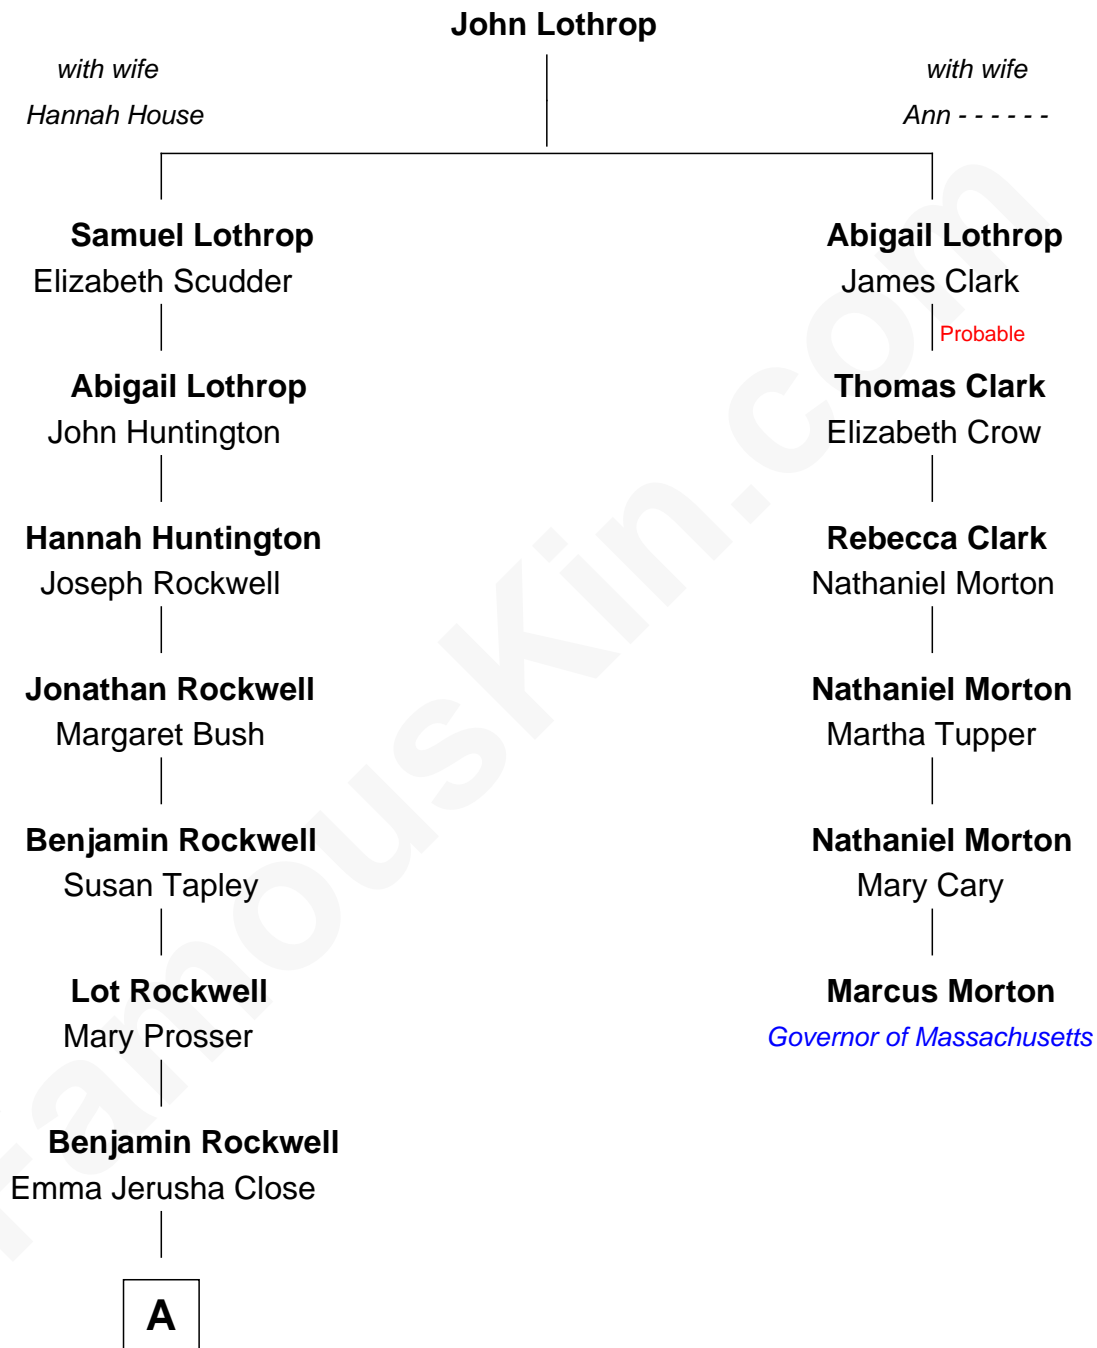 John Lothrop
with wife
Hannah House
with wife
Ann - - - - - -
Samuel Lothrop
Elizabeth Scudder
Abigail Lothrop
James Clark
Probable
Abigail Lothrop
John Huntington
Thomas Clark
Elizabeth Crow
Hannah Huntington
Joseph Rockwell
Rebecca Clark
Nathaniel Morton
Jonathan Rockwell
Margaret Bush
Nathaniel Morton
Martha Tupper
Benjamin Rockwell
Susan Tapley
Nathaniel Morton
Mary Cary
Lot Rockwell
Mary Prosser
Marcus Morton
Governor of Massachusetts
Benjamin Rockwell
Emma Jerusha Close
A
FamousKin.com